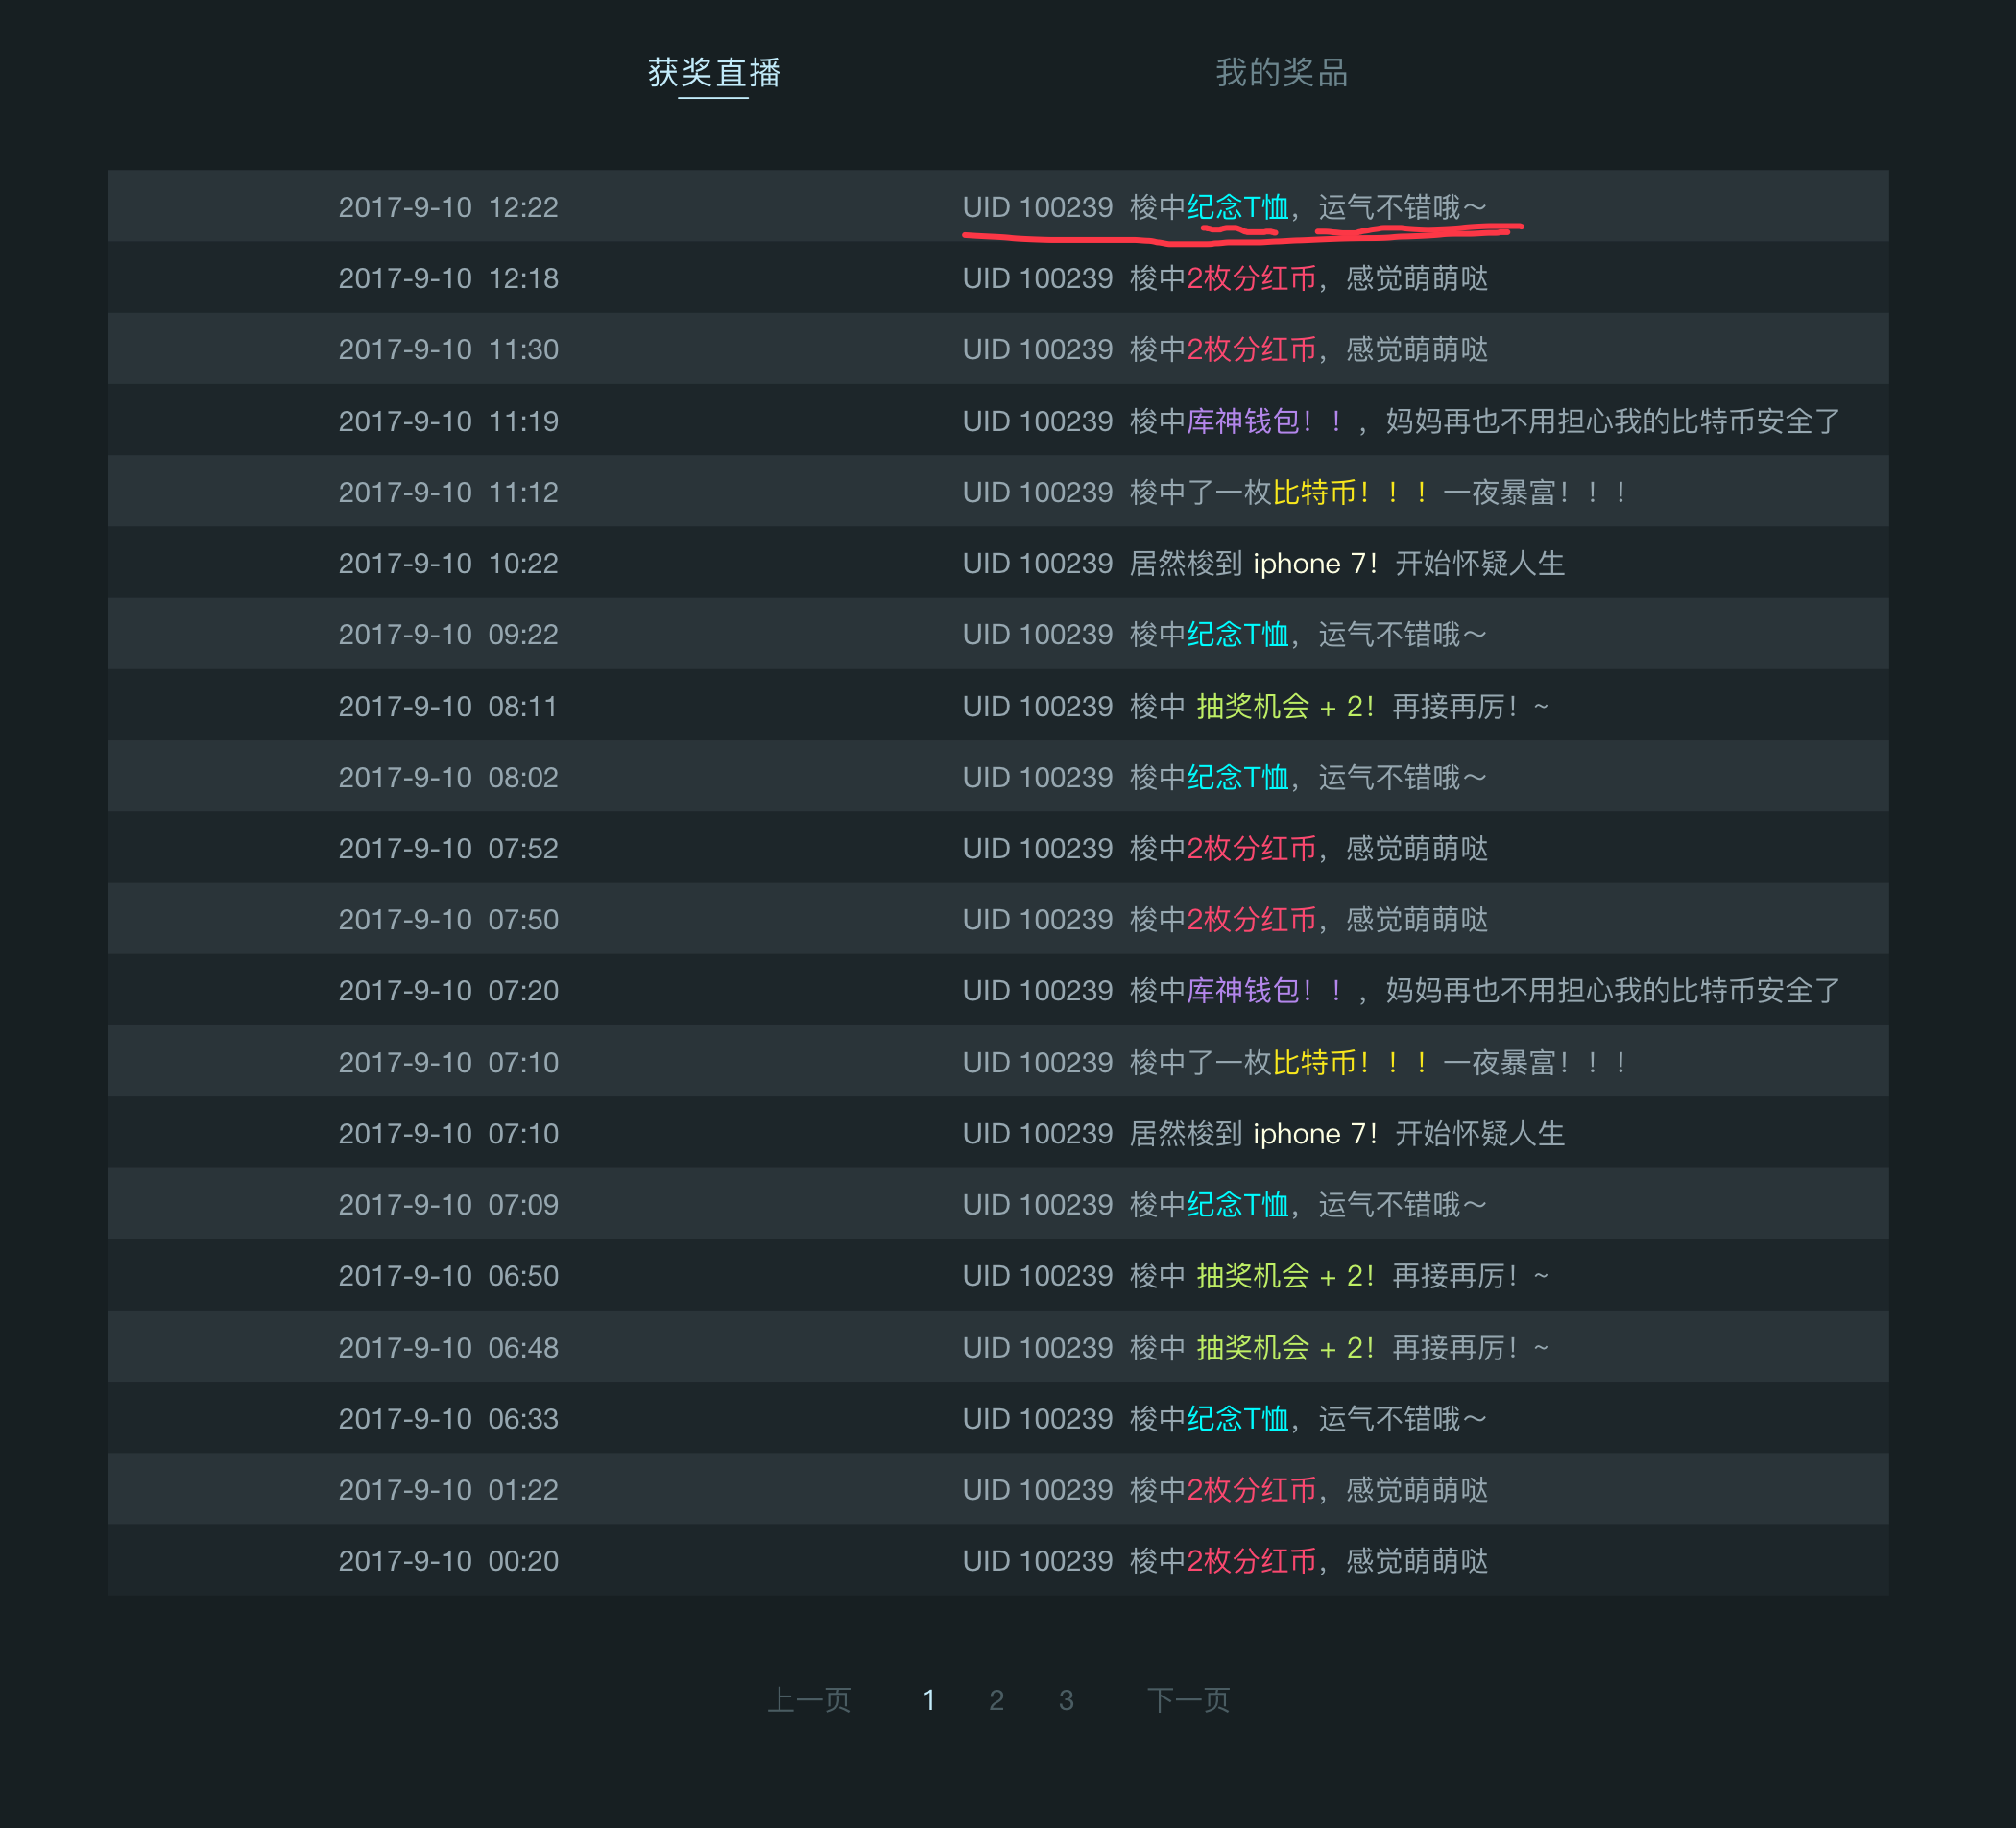 获奖直播 我的奖品
2017-9-10 12:22 UID 100239 梭中纪念T恤，运气不错哦～
2017-9-10 12:18 UID 100239 梭中2枚分红币，感觉萌萌哒
2017-9-10 11:30 UID 100239 梭中2枚分红币，感觉萌萌哒
2017-9-10 11:19 UID 100239 梭中库神钱包！！，妈妈再也不用担心我的比特币安全了
2017-9-10 11:12 UID 100239 梭中了一枚比特币！！！一夜暴富！！！
2017-9-10 10:22 UID 100239 居然梭到 iphone 7！开始怀疑人生
2017-9-10 09:22 UID 100239 梭中纪念T恤，运气不错哦～
2017-9-10 08:11 UID 100239 梭中 抽奖机会 + 2！再接再厉！~
2017-9-10 08:02 UID 100239 梭中纪念T恤，运气不错哦～
2017-9-10 07:52 UID 100239 梭中2枚分红币，感觉萌萌哒
2017-9-10 07:50 UID 100239 梭中2枚分红币，感觉萌萌哒
2017-9-10 07:20 UID 100239 梭中库神钱包！！，妈妈再也不用担心我的比特币安全了
2017-9-10 07:10 UID 100239 梭中了一枚比特币！！！一夜暴富！！！
2017-9-10 07:10 UID 100239 居然梭到 iphone 7！开始怀疑人生
2017-9-10 07:09 UID 100239 梭中纪念T恤，运气不错哦～
2017-9-10 06:50 UID 100239 梭中 抽奖机会 + 2！再接再厉！~
2017-9-10 06:48 UID 100239 梭中 抽奖机会 + 2！再接再厉！~
2017-9-10 06:33 UID 100239 梭中纪念T恤，运气不错哦～
2017-9-10 01:22 UID 100239 梭中2枚分红币，感觉萌萌哒
2017-9-10 00:20 UID 100239 梭中2枚分红币，感觉萌萌哒
上一页 1 2 3 下一页